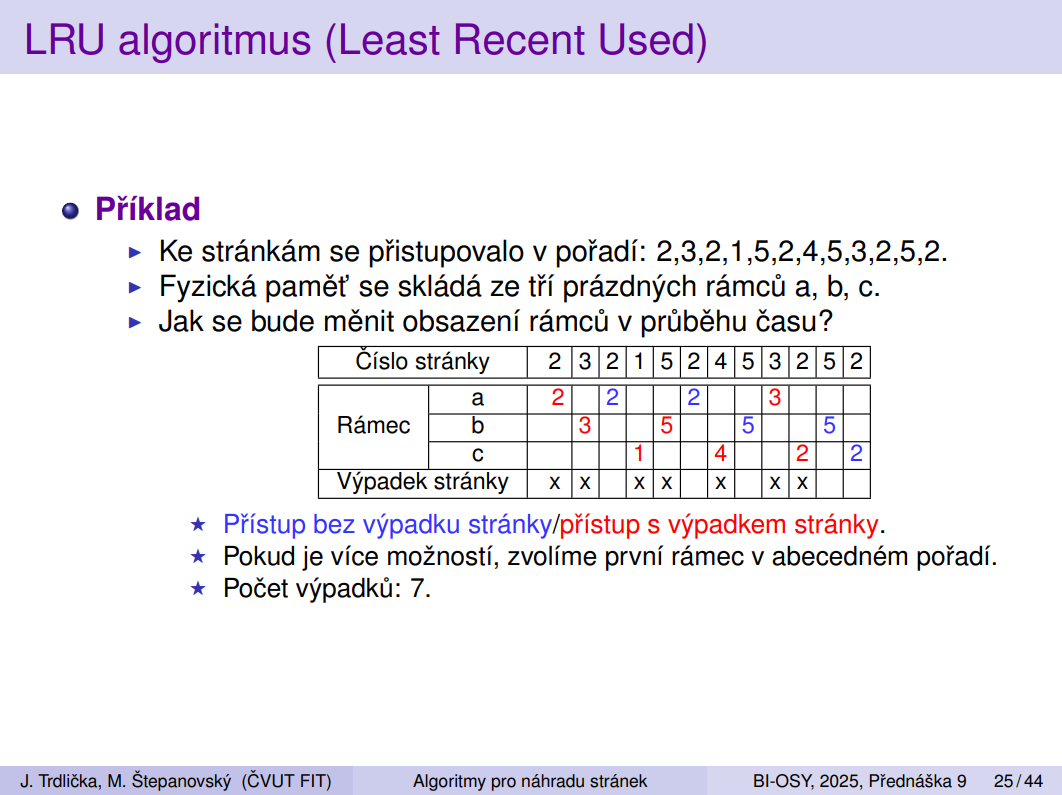 LRU algoritmus (Least Recent Used)
Příklad
Ke stránkám se přistupovalo v pořadí: 2,3,2,1,5,2,4,5,3,2,5,2.
Fyzická paměť se skládá ze tří prázdných rámců a, b, c.
Jak se bude měnit obsazení rámců v průběhu času?
Číslo stránky 2 3 2 1 5 2 4 5 3 2 5 2
a 2 2 2 3
Rámec b 3 5 5 5
c 1 4 2 2
Výpadek stránky x x x x x x x
Přístup bez výpadku stránky/přístup s výpadkem stránky.
Pokud je více možností, zvolíme první rámec v abecedném pořadí.
Počet výpadků: 7.
J. Trdlička, M. Štepanovský (ČVUT FIT) Algoritmy pro náhradu stránek BI-OSY, 2025, Přednáška 9 25 / 44